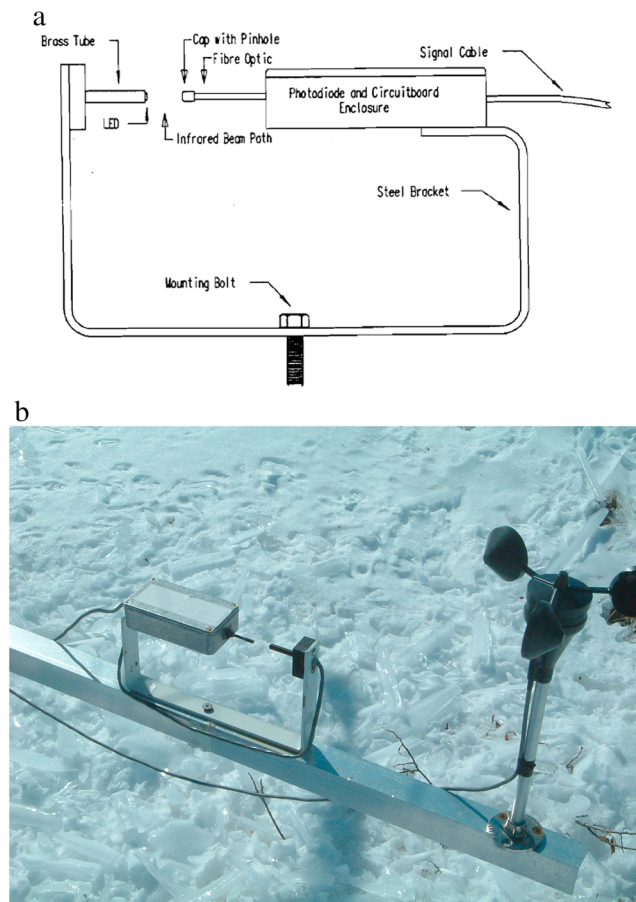 a
Brass Tube
Cap with Pinhole
Fibre Optic
Signal Cable
Photodiode and Circuitboard
Enclosure
LED
Infrared Beam Path
Steel Bracket
Mounting Bolt
b